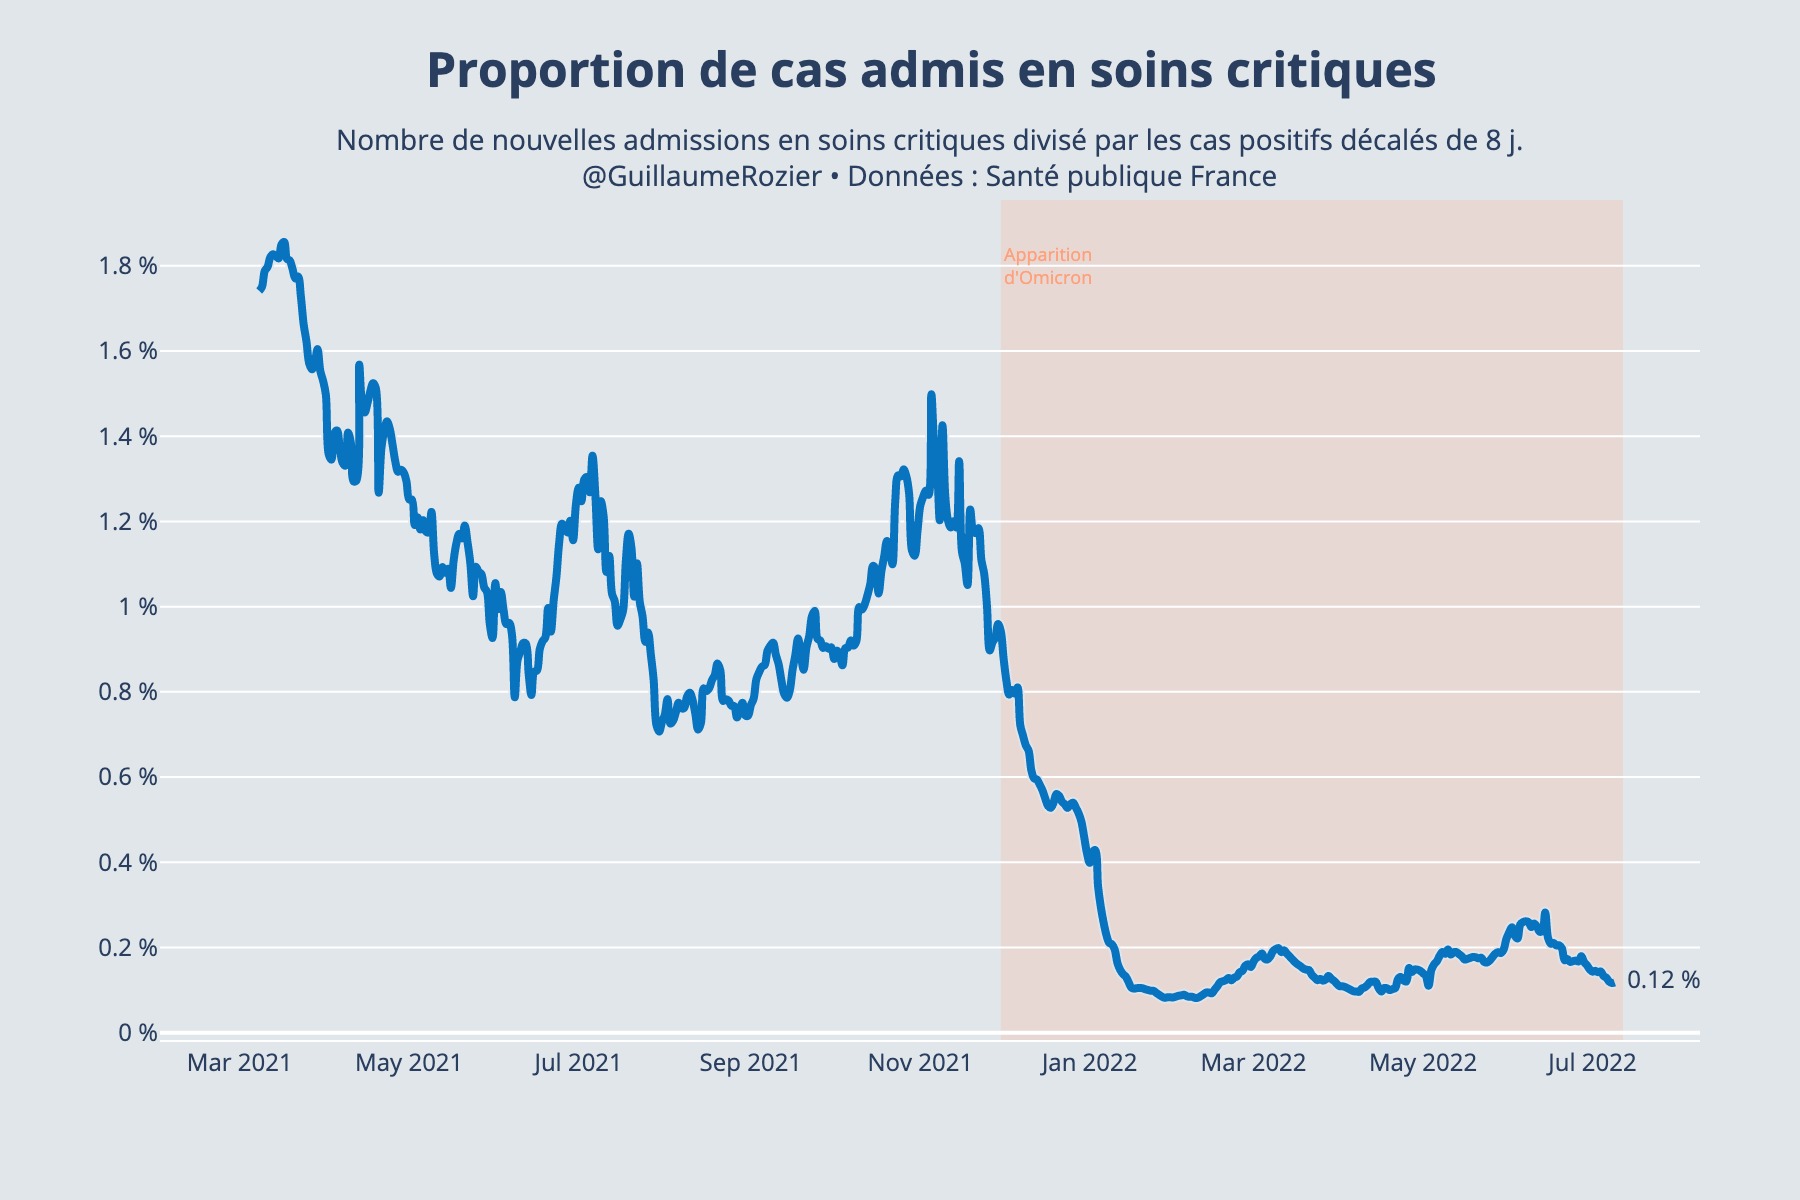 Proportion de cas admis en soins critiques
Nombre de nouvelles admissions en soins critiques divisé par les cas positifs décalés de 8 j.
@GuillaumeRozier • Données : Santé publique France
Apparition
d'Omicron
1.8 %
1.6 %
1.4 %
1.2 %
1 %
0.8 %
0.6 %
0.4 %
0.2 %
0 %
0.12 %
Mar 2021 May 2021 Jul 2021 Sep 2021 Nov 2021 Jan 2022 Mar 2022 May 2022 Jul 2022